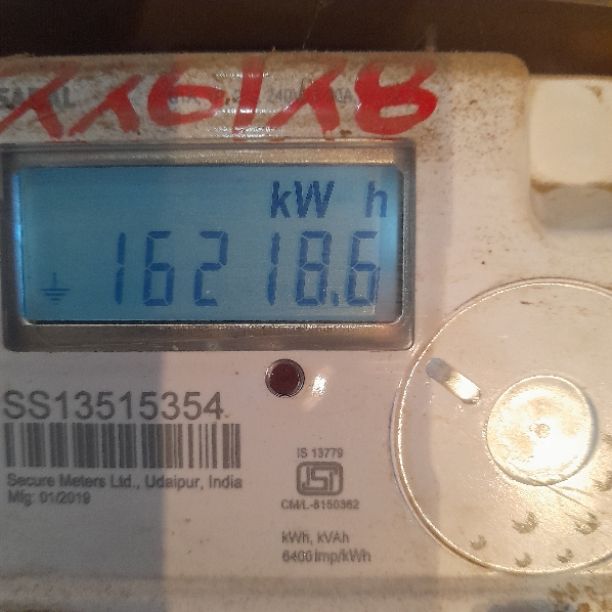 kW h
16218.6
SS13515354
IS 13779
Secure Meters Ltd., Udaipur, India
Mfg: 01/2019
CM/L-8150362
kWh, kVAh
6400 imp/kWh